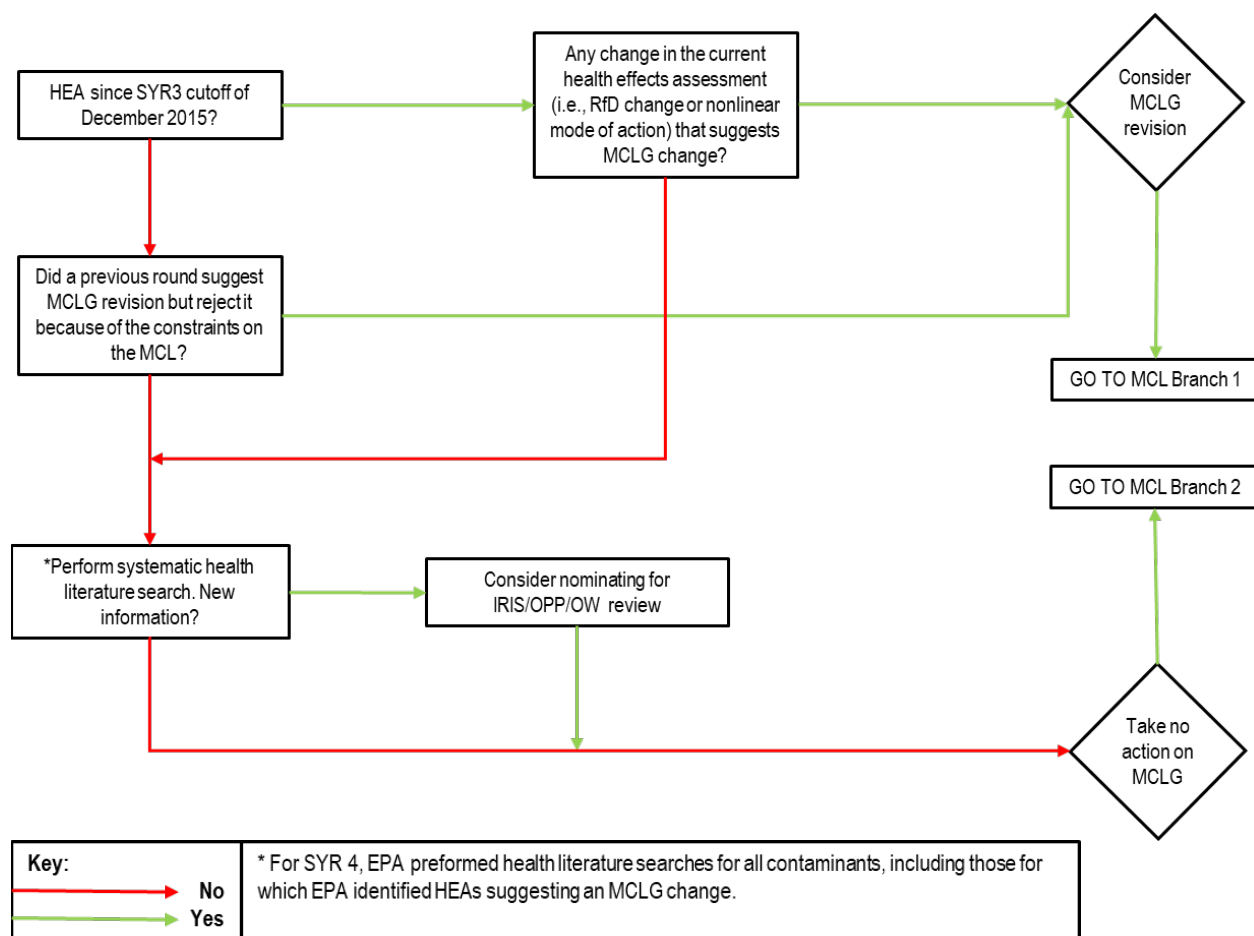 HEA since SYR3 cutoff of
December 2015?
Any change in the current
health effects assessment
(i.e., RfD change or nonlinear
mode of action) that suggests
MCLG change?
Consider
MCLG
revision
Did a previous round suggest
MCLG revision but reject it
because of the constraints on
the MCL?
GO TO MCL Branch 1
GO TO MCL Branch 2
*Perform systematic health
literature search. New
information?
Consider nominating for
IRIS/OPP/OW review
Take no
action on
MCLG
Key:
No
Yes
* For SYR 4, EPA preformed health literature searches for all contaminants, including those for
which EPA identified HEAs suggesting an MCLG change.